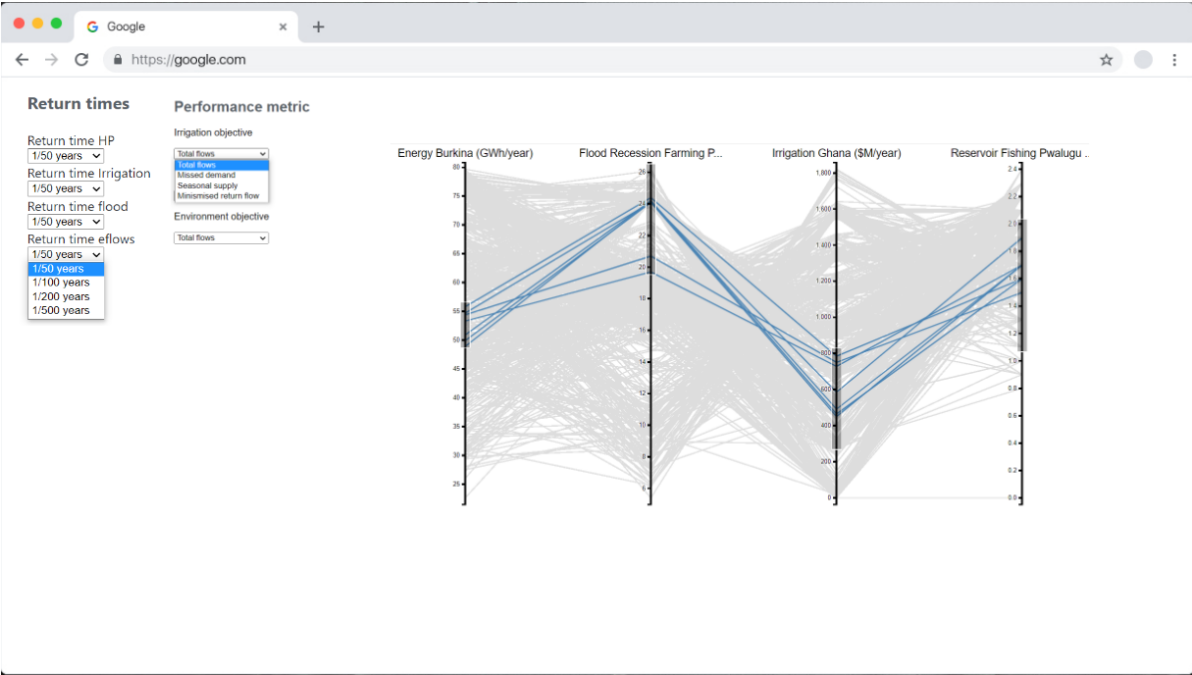 Google
https://google.com
Return times
Return time HP
1/50 years
Return time Irrigation
1/50 years
Return time flood
1/50 years
Return time eflows
1/50 years
1/50 years
1/100 years
1/200 years
1/500 years
Performance metric
Irrigation objective
Total flows
Total flows
Missed demand
Seasonal supply
Minismised return flow
Environment objective
Total flows
Energy Burkina (GWh/year)
80
75
70
65
60
55
50
45
40
35
30
25
Flood Recession Farming P...
26
24
22
20
18
16
14
12
10
8
6
Irrigation Ghana ($M/year)
1.800
1.600
1.400
1.200
1.000
800
600
400
200
0
Reservoir Fishing Pwalugu ..
2.4
2.2
2.0
1.8
1.6
1.4
1.2
1.0
0.8
0.6
0.4
0.2
0.0